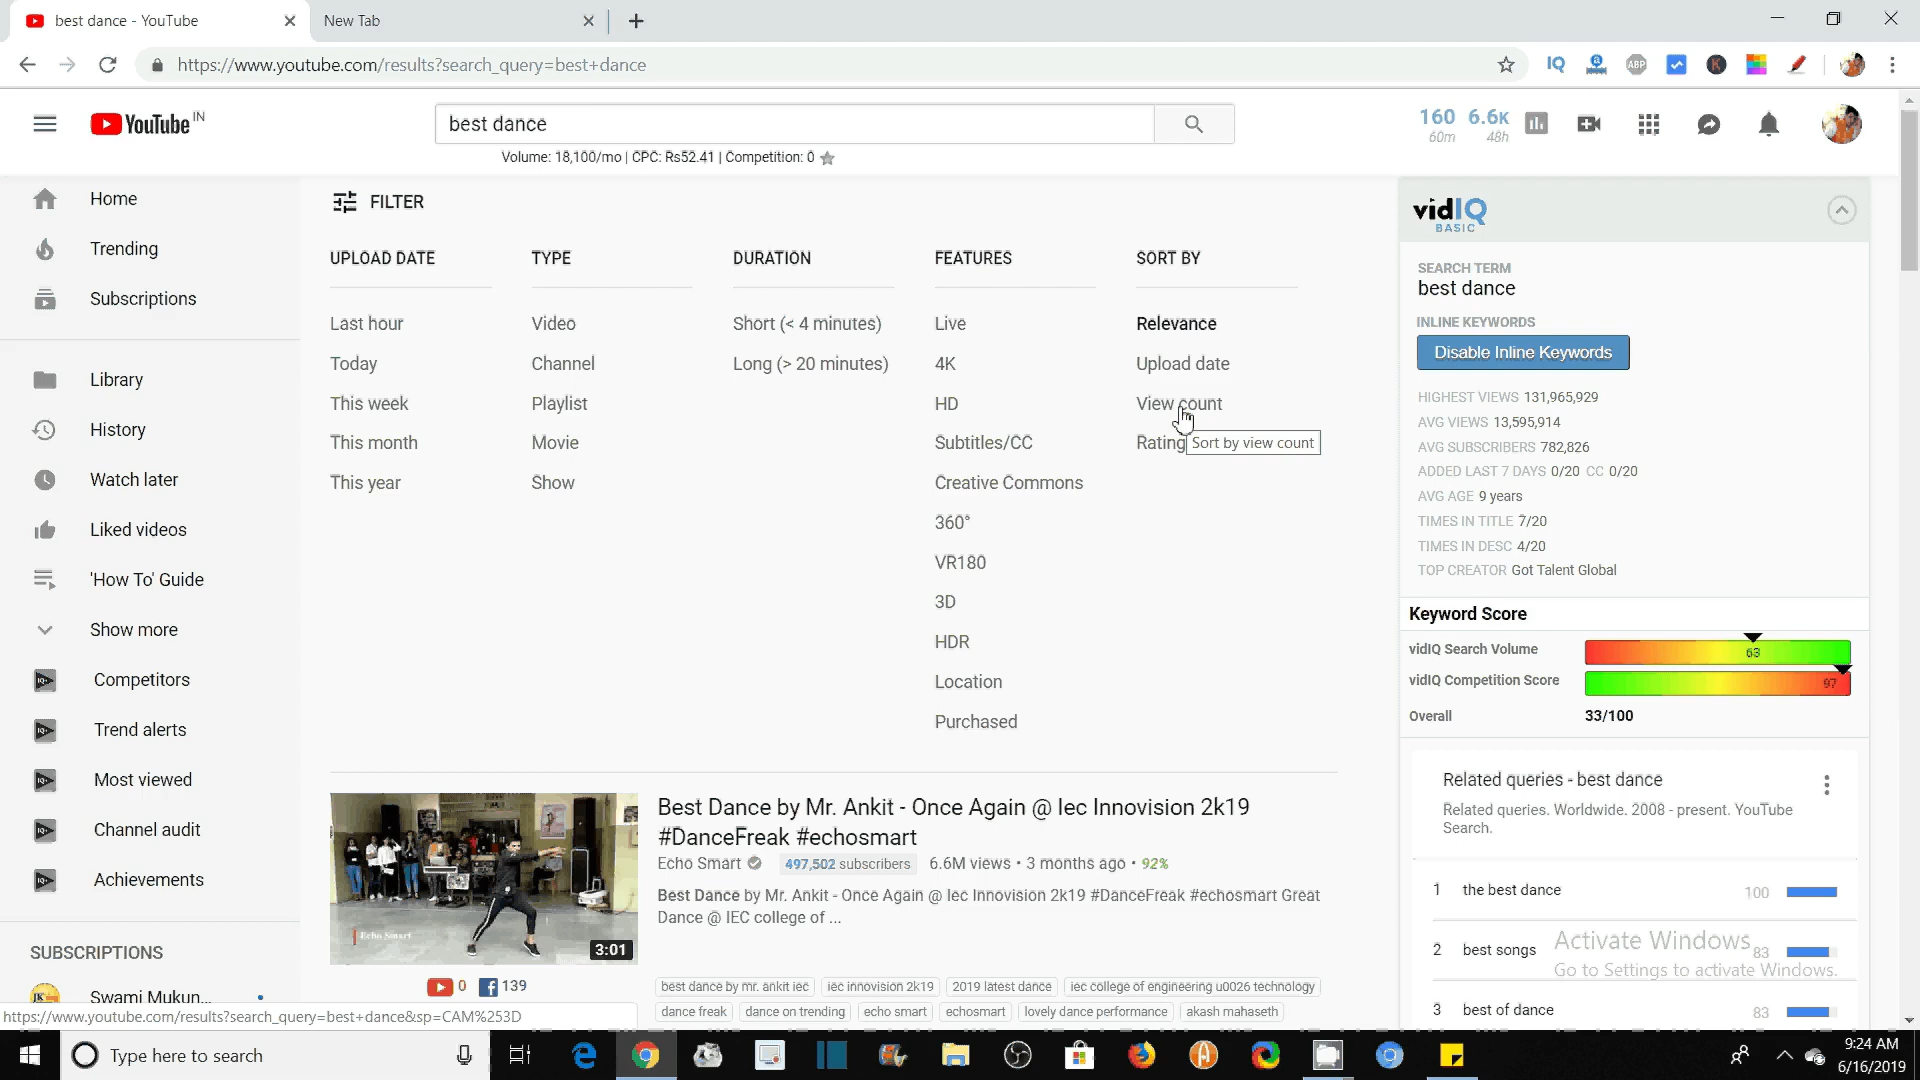 best dance - YouTube
New Tab
https://www.youtube.com/results?search_query=best+dance
IQ
ABP
K
YouTube IN
best dance
160 6.6K
60m 48h
Volume: 18,100/mo | CPC: Rs52.41 | Competition: 0
Home
Trending
Subscriptions
Library
History
Watch later
Liked videos
'How To' Guide
Show more
Competitors
Trend alerts
Most viewed
Channel audit
Achievements
SUBSCRIPTIONS
Swami Mukun...
https://www.youtube.com/results?search_query=best+dance&sp=CAM%253D
FILTER
UPLOAD DATE
Last hour
Today
This week
This month
This year
TYPE
Video
Channel
Playlist
Movie
Show
DURATION
Short (< 4 minutes)
Long (> 20 minutes)
FEATURES
Live
4K
HD
Subtitles/CC
Creative Commons
360°
VR180
3D
HDR
Location
Purchased
SORT BY
Relevance
Upload date
View count
Rating
Sort by view count
Echo Smart
3:01
0 139
Best Dance by Mr. Ankit - Once Again @ Iec Innovision 2k19
#DanceFreak #echosmart
Echo Smart 497,502 subscribers 6.6M views • 3 months ago • 92%
Best Dance by Mr. Ankit - Once Again @ Iec Innovision 2k19 #DanceFreak #echosmart Great
Dance @ IEC college of ...
best dance by mr. ankit iec iec innovision 2k19 2019 latest dance iec college of engineering u0026 technology
dance freak dance on trending echo smart echosmart lovely dance performance akash mahaseth
vidIQ
BASIC
SEARCH TERM
best dance
INLINE KEYWORDS
Disable Inline Keywords
HIGHEST VIEWS 131,965,929
AVG VIEWS 13,595,914
AVG SUBSCRIBERS 782,826
ADDED LAST 7 DAYS 0/20 CC 0/20
AVG AGE 9 years
TIMES IN TITLE 7/20
TIMES IN DESC 4/20
TOP CREATOR Got Talent Global
Keyword Score
vidIQ Search Volume 63
vidIQ Competition Score 97
Overall 33/100
Related queries - best dance
Related queries. Worldwide. 2008 - present. YouTube
Search.
1 the best dance 100
2 best songs 83
3 best of dance 83
Activate Windows
Go to Settings to activate Windows.
Type here to search
9:24 AM
6/16/2019